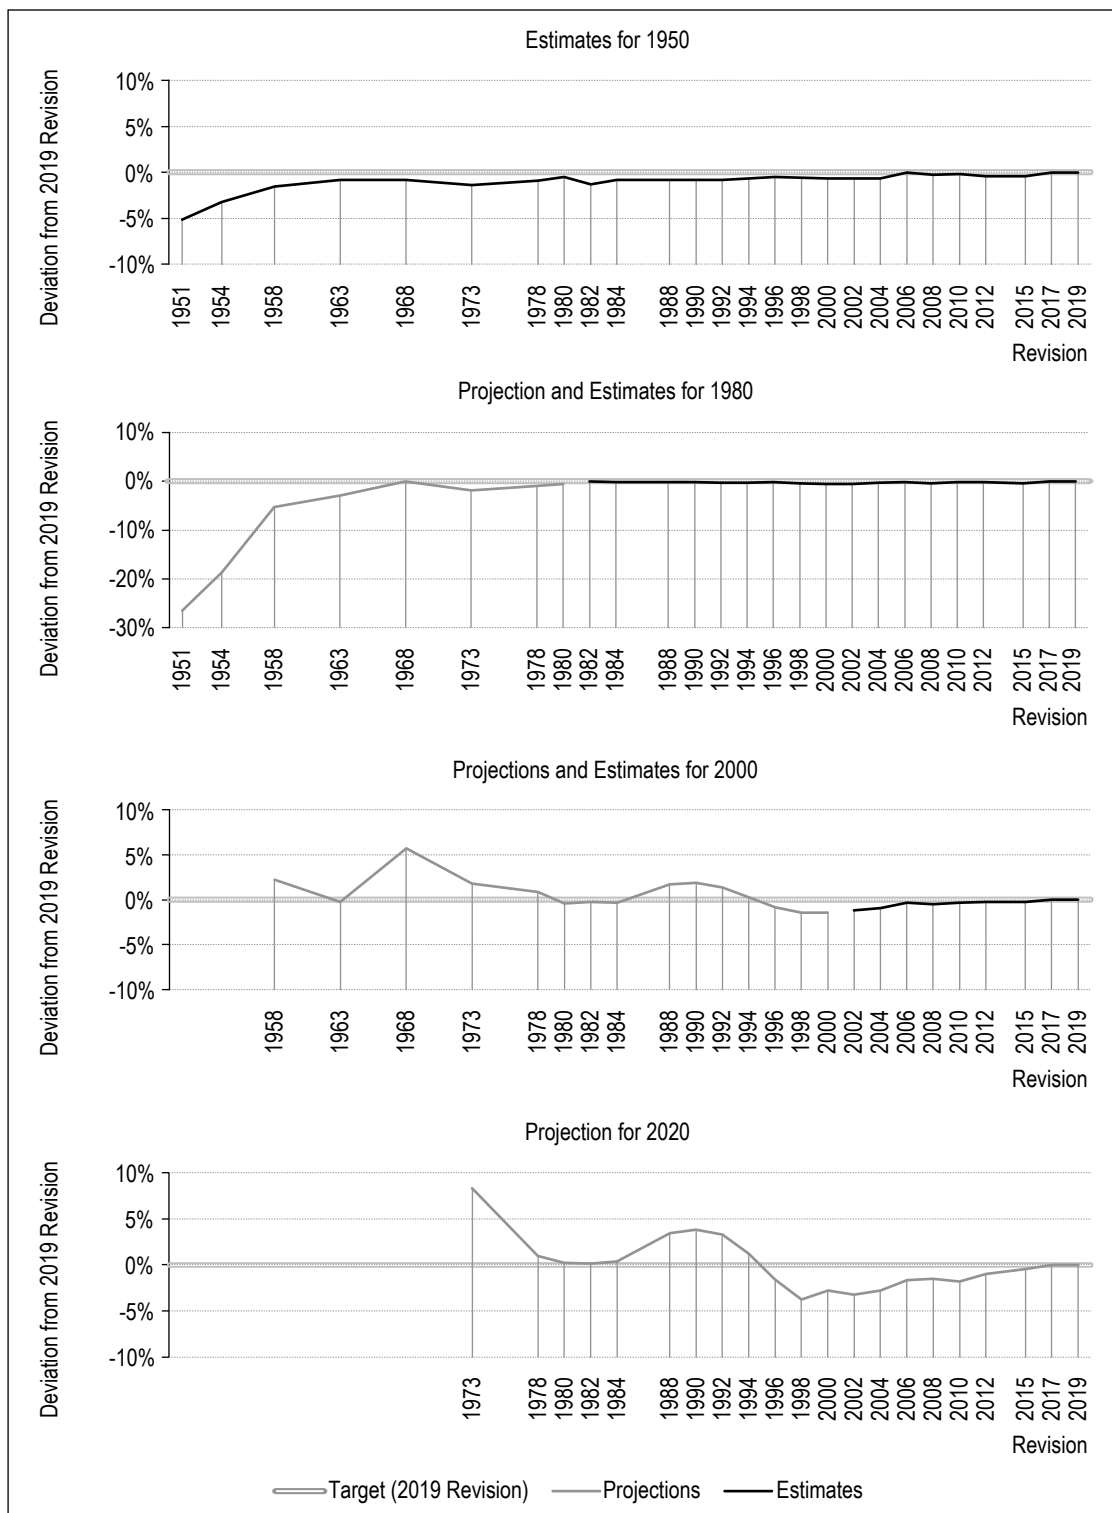 Estimates for 1950
Deviation from 2019 Revision
10%
5%
0%
-5%
-10%
1951 1954 1958 1963 1968 1973 1978 1980 1982 1984 1988 1990 1992 1994 1996 1998 2000 2002 2004 2006 2008 2010 2012 2015 2017 2019
Revision
Projection and Estimates for 1980
Deviation from 2019 Revision
10%
0%
-10%
-20%
-30%
1951 1954 1958 1963 1968 1973 1978 1980 1982 1984 1988 1990 1992 1994 1996 1998 2000 2002 2004 2006 2008 2010 2012 2015 2017 2019
Revision
Projections and Estimates for 2000
Deviation from 2019 Revision
10%
5%
0%
-5%
-10%
1958 1963 1968 1973 1978 1980 1982 1984 1988 1990 1992 1994 1996 1998 2000 2002 2004 2006 2008 2010 2012 2015 2017 2019
Revision
Projection for 2020
Deviation from 2019 Revision
10%
5%
0%
-5%
-10%
1973 1978 1980 1982 1984 1988 1990 1992 1994 1996 1998 2000 2002 2004 2006 2008 2010 2012 2015 2017 2019
Revision
Target (2019 Revision) Projections Estimates